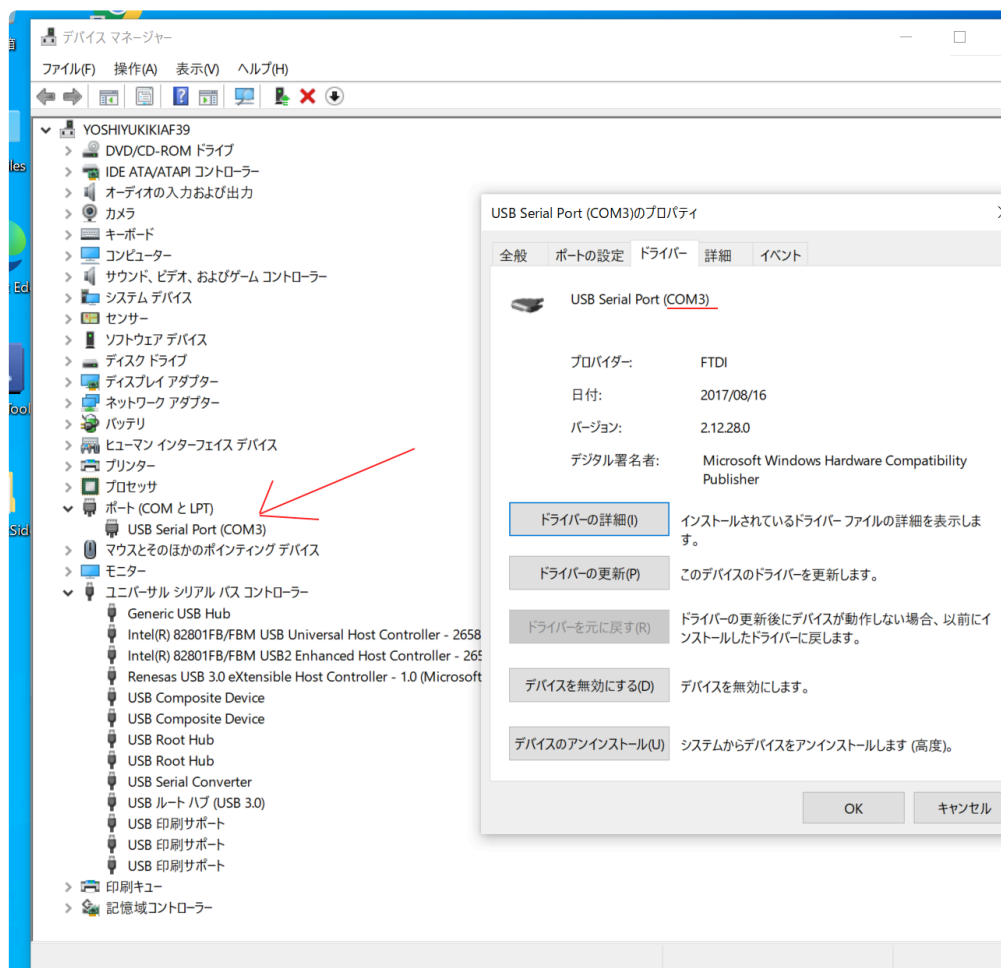 デバイス マネージャー
ファイル(F) 操作(A) 表示(V) ヘルプ(H)
YOSHIYUKIKIAF39
DVD/CD-ROM ドライブ
IDE ATA/ATAPI コントローラー
オーディオの入力および出力
カメラ
キーボード
コンピューター
サウンド、ビデオ、およびゲーム コントローラー
システム デバイス
センサー
ソフトウェア デバイス
ディスク ドライブ
ディスプレイ アダプター
ネットワーク アダプター
バッテリ
ヒューマン インターフェイス デバイス
プリンター
プロセッサ
ポート (COM と LPT)
USB Serial Port (COM3)
マウスとそのほかのポインティング デバイス
モニター
ユニバーサル シリアル バス コントローラー
Generic USB Hub
Intel(R) 82801FB/FBM USB Universal Host Controller - 2658
Intel(R) 82801FB/FBM USB2 Enhanced Host Controller - 265
Renesas USB 3.0 eXtensible Host Controller - 1.0 (Microsoft
USB Composite Device
USB Composite Device
USB Root Hub
USB Root Hub
USB Serial Converter
USB ルート ハブ (USB 3.0)
USB 印刷サポート
USB 印刷サポート
USB 印刷サポート
印刷キュー
記憶域コントローラー
USB Serial Port (COM3)のプロパティ
全般 ポートの設定 ドライバー 詳細 イベント
USB Serial Port (COM3)
プロバイダー: FTDI
日付: 2017/08/16
バージョン: 2.12.28.0
デジタル署名者: Microsoft Windows Hardware Compatibility
Publisher
ドライバーの詳細(I) インストールされているドライバー ファイルの詳細を表示しま
す。
ドライバーの更新(P) このデバイスのドライバーを更新します。
ドライバーを元に戻す(R) ドライバーの更新後にデバイスが動作しない場合、以前にイ
ンストールしたドライバーに戻します。
デバイスを無効にする(D) デバイスを無効にします。
デバイスのアンインストール(U) システムからデバイスをアンインストールします (高度)。
OK キャンセル
les
Ed
Tool
Sid